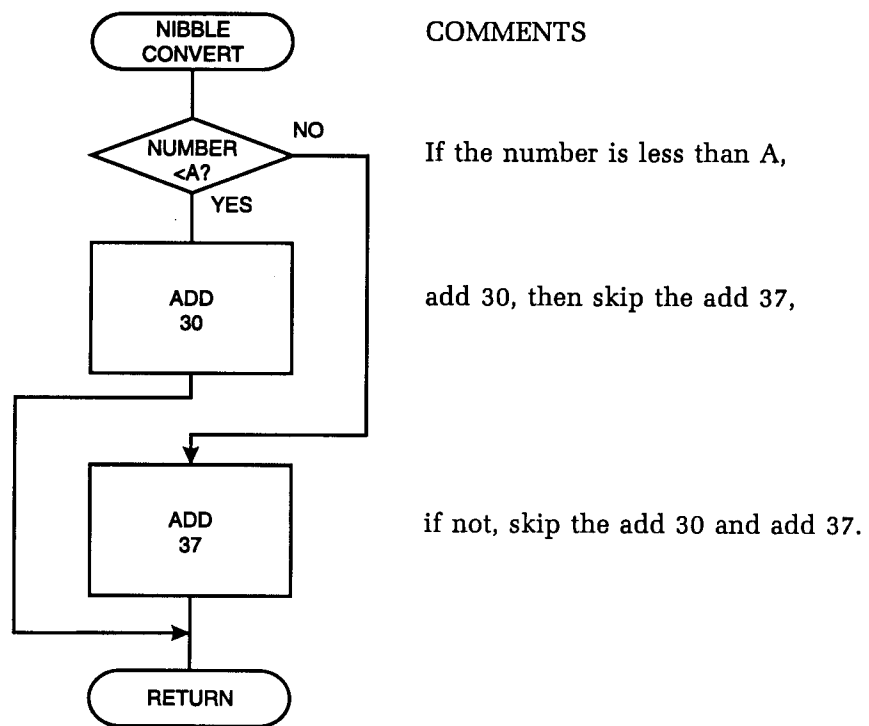 NIBBLE
CONVERT
COMMENTS
NO
NUMBER
<A?
If the number is less than A,
YES
ADD
30
add 30, then skip the add 37,
ADD
37
if not, skip the add 30 and add 37.
RETURN